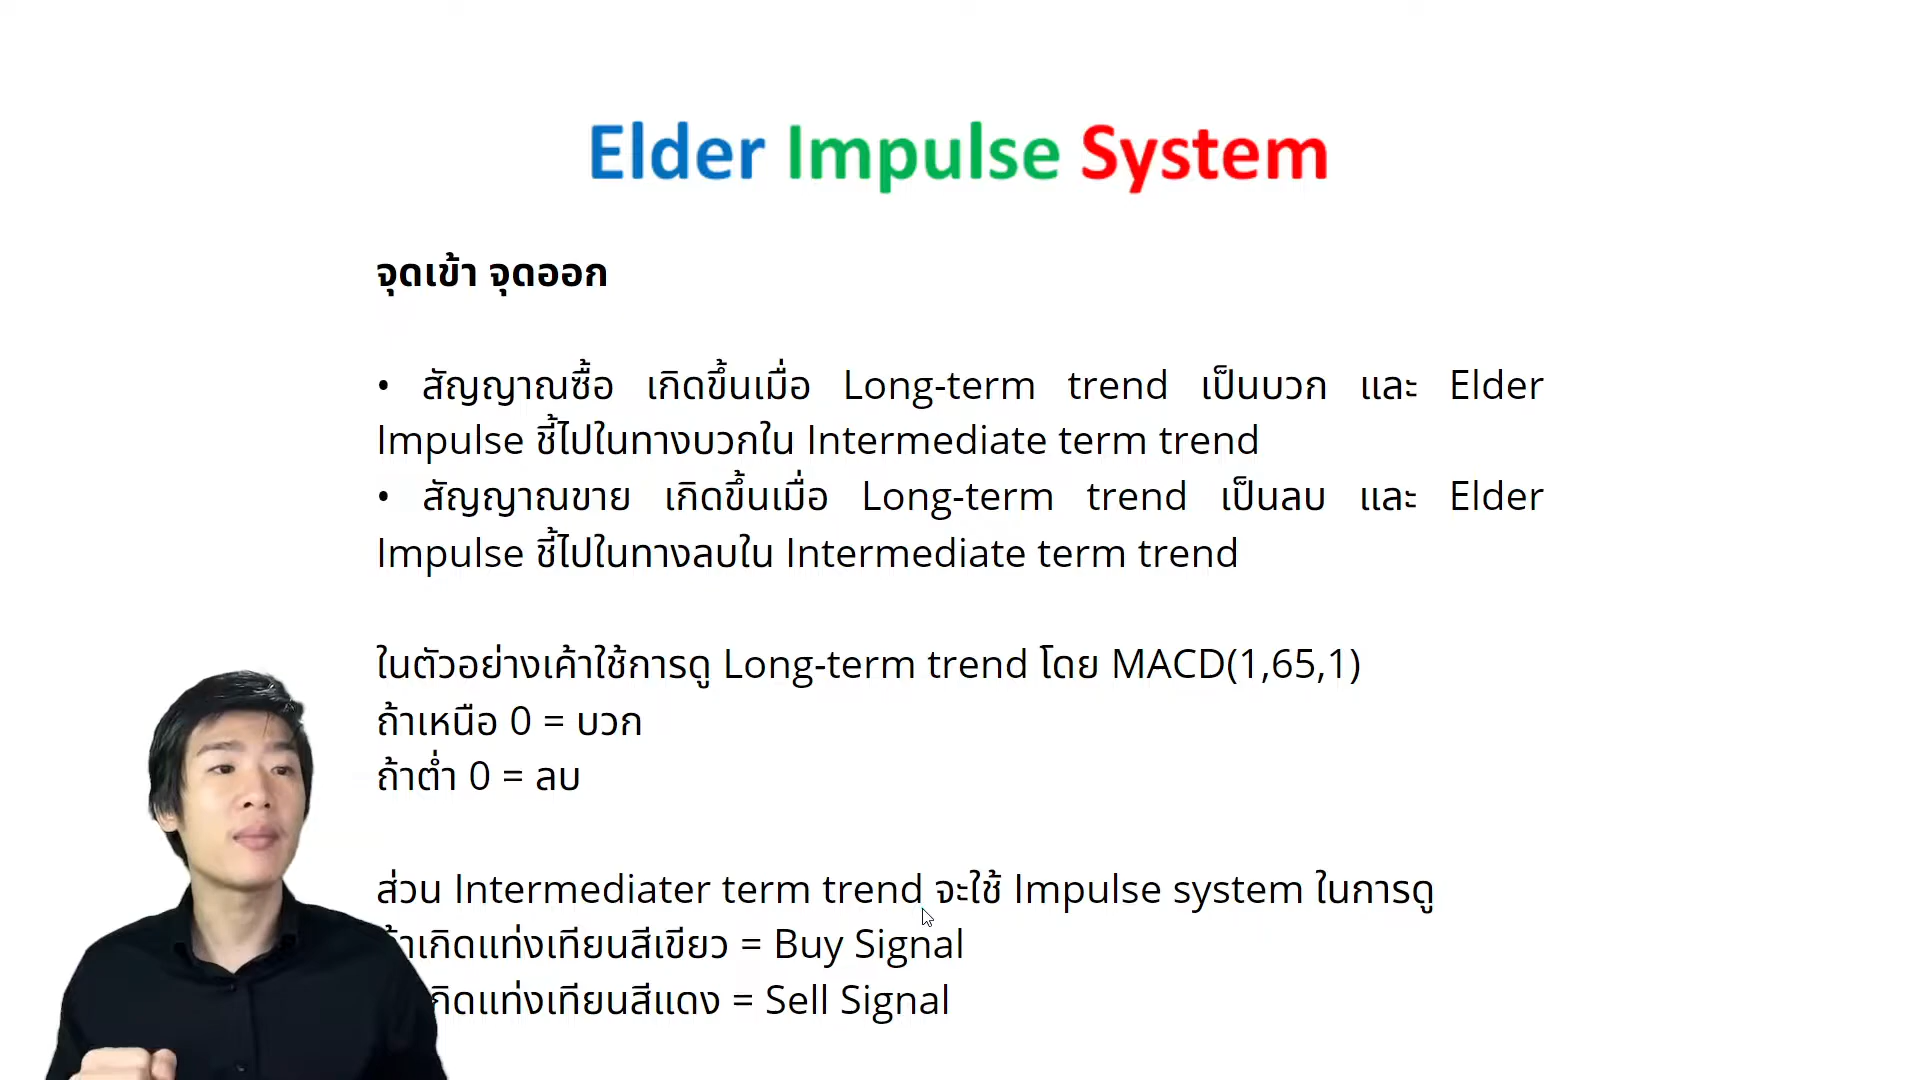 Elder Impulse System
จุดเข้า จุดออก
• สัญญาณซื้อ เกิดขึ้นเมื่อ Long-term trend เป็นบวก และ Elder
Impulse ชี้ไปในทางบวกใน Intermediate term trend
• สัญญาณขาย เกิดขึ้นเมื่อ Long-term trend เป็นลบ และ Elder
Impulse ชี้ไปในทางลบใน Intermediate term trend
ในตัวอย่างเค้าใช้การดู Long-term trend โดย MACD(1,65,1)
ถ้าเหนือ 0 = บวก
ถ้าต่ำ 0 = ลบ
ส่วน Intermediater term trend จะใช้ Impulse system ในการดู
เกิดแท่งเทียนสีเขียว = Buy Signal
เกิดแท่งเทียนสีแดง = Sell Signal